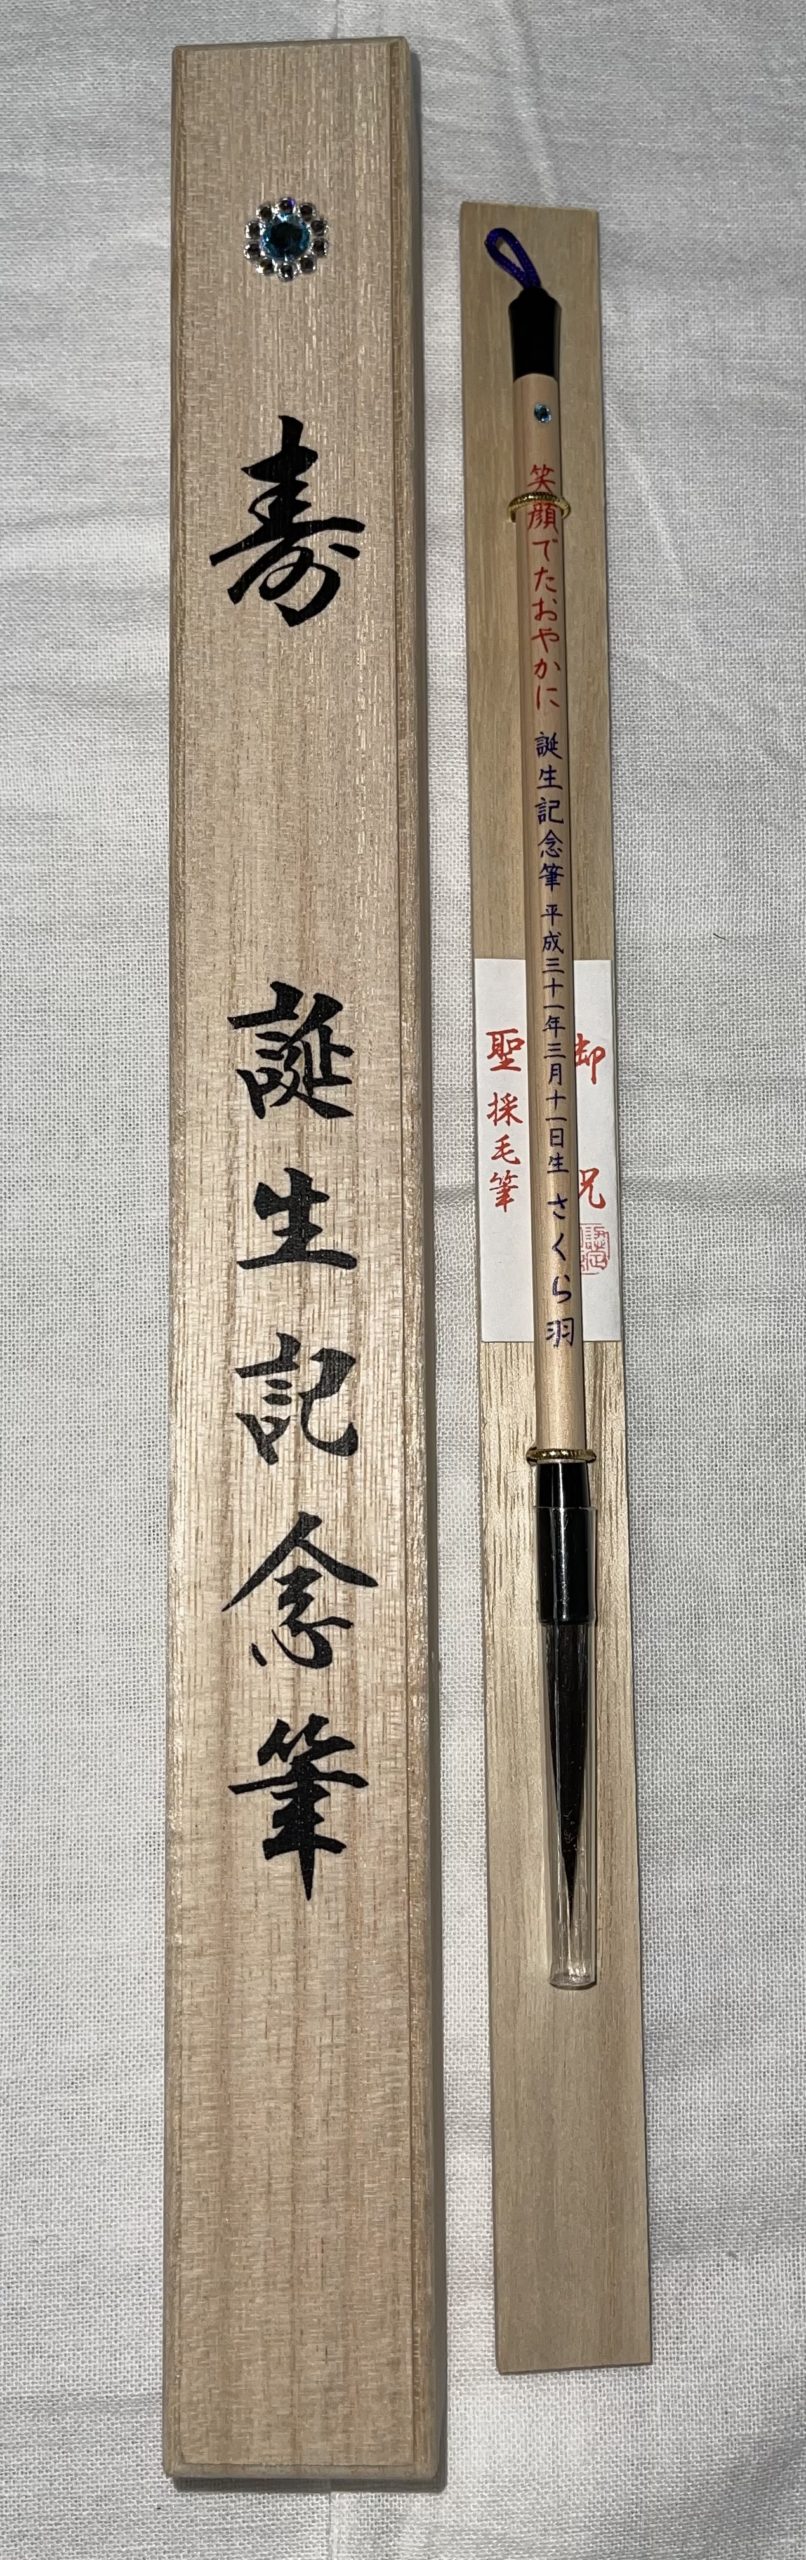 寿
誕生記念筆
笑顔でたおやかに 誕生記念筆 平成三十一年三月十一日生 さくら羽
御祝
聖 採毛筆